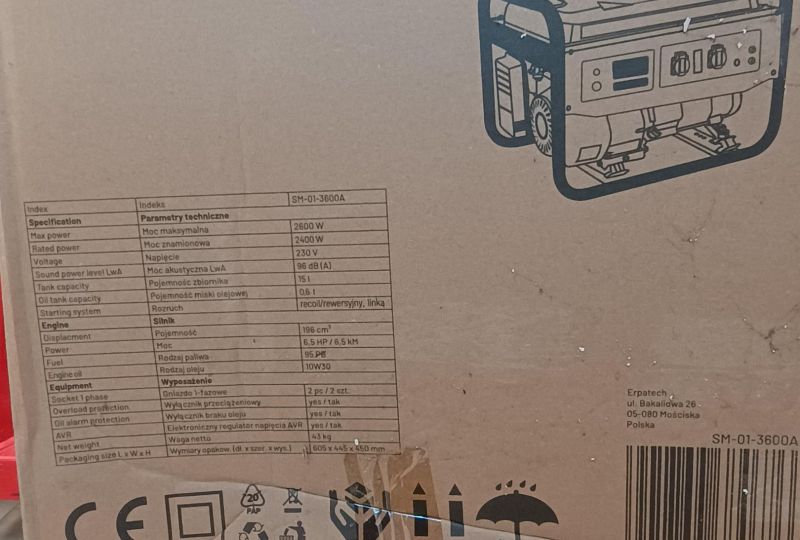 Index Indeks SM-01-3600A
Specification Parametry techniczne
Max power Moc maksymalna 2600 W
Rated power Moc znamionowa 2400 W
Voltage Napięcie 230 V
Sound power level LwA Moc akustyczna LwA 96 dB (A)
Tank capacity Pojemność zbiornika 15 l
Oil tank capacity Pojemność miski olejowej 0,6 l
Starting system Rozruch recoil/rewersyjny, linką
Engine Silnik
Displacment Pojemność 196 cm³
Power Moc 6,5 HP / 6,5 kM
Fuel Rodzaj paliwa 95 PB
Engine oil Rodzaj oleju 10W30
Equipment Wyposażenie
Socket 1 phase Gniazdo 1-fazowe 2 pc / 2 szt.
Overload protection Wyłącznik przeciążeniowy yes / tak
Oil alarm protection Wyłącznik braku oleju yes / tak
AVR Elektroniczny regulator napięcia AVR yes / tak
Net weight Waga netto 43 kg
Packaging size L x W x H Wymiary opakow. (dł. x szer. x wys.) 605 x 445 x 450 mm
Erpatech
ul. Bakaliowa 26
05-080 Mościska
Polska
SM-01-3600A
CE
20
PAP